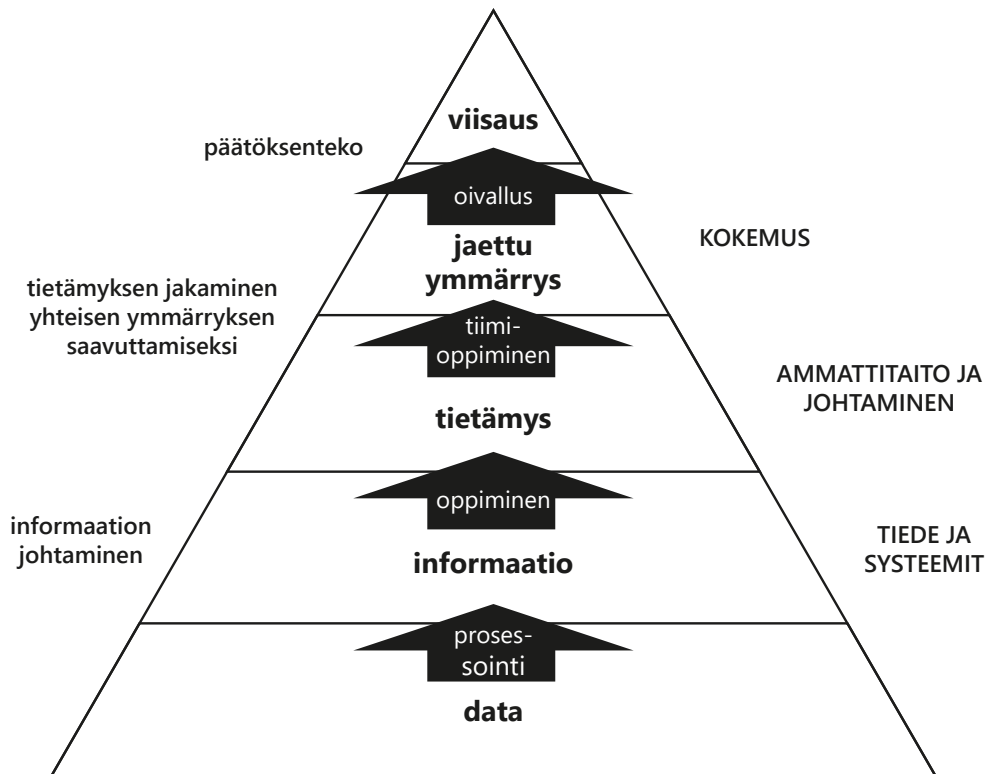 viisaus
päätöksenteko
oivallus
jaettu
ymmärrys
KOKEMUS
tietämyksen jakaminen
yhteisen ymmärryksen
saavuttamiseksi
tiimi-
oppiminen
AMMATTITAITO JA
JOHTAMINEN
tietämys
oppiminen
informaation
johtaminen
informaatio
TIEDE JA
SYSTEEMIT
proses-
sointi
data